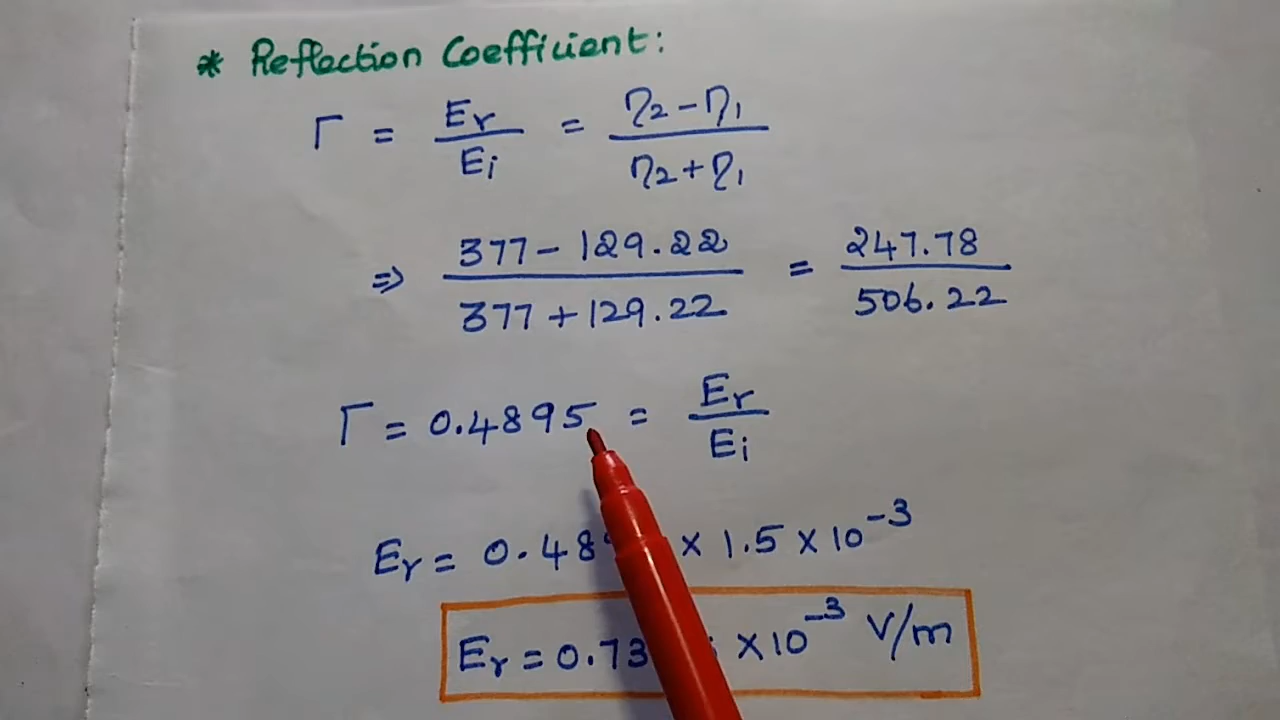 * Reflection Coefficient:
Γ = Er/Ei = η2 - η1 / η2 + η1
⇒ 377 - 129.22 / 377 + 129.22 = 247.78 / 506.22
Γ = 0.4895 = Er/Ei
Er = 0.48 × 1.5 × 10^-3
Er = 0.73 × 10^-3 V/m